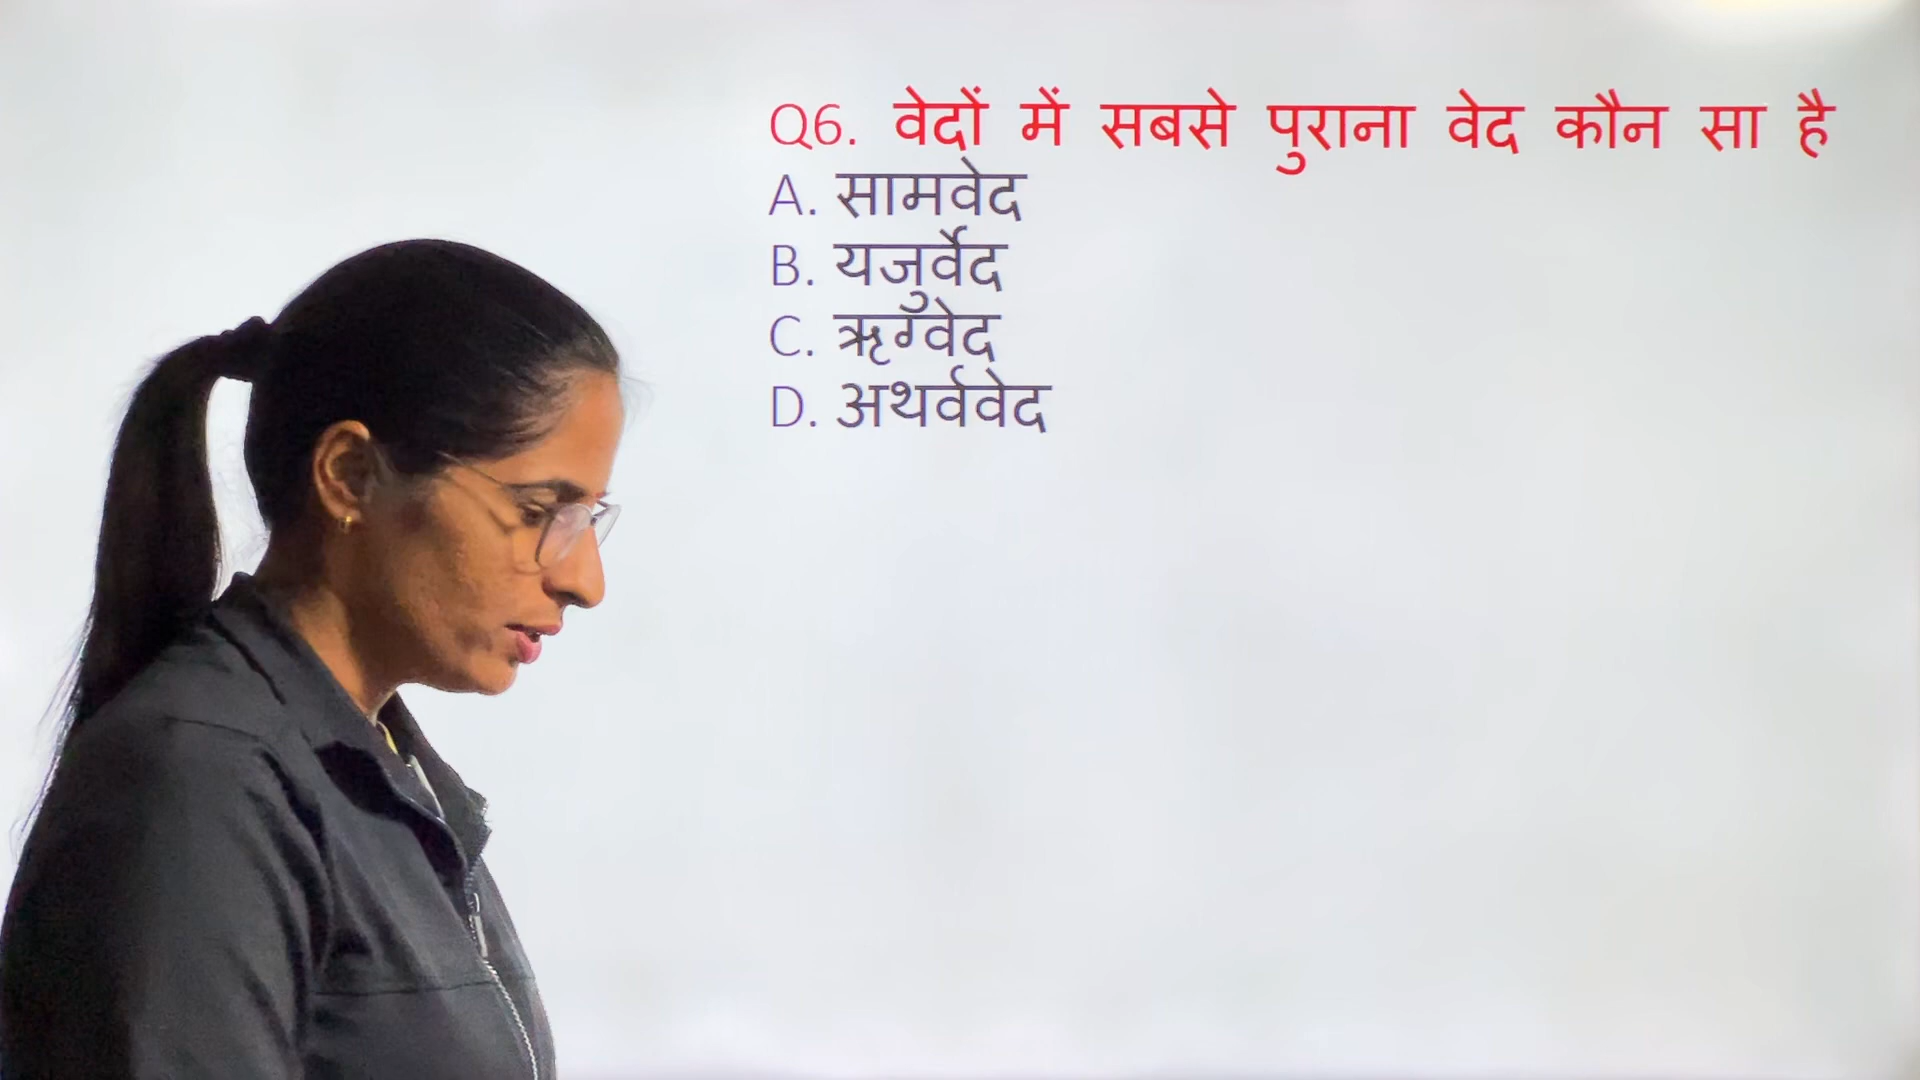 Q6. वेदों में सबसे पुराना वेद कौन सा है
A. सामवेद
B. यजुर्वेद
C. ऋग्वेद
D. अथर्ववेद